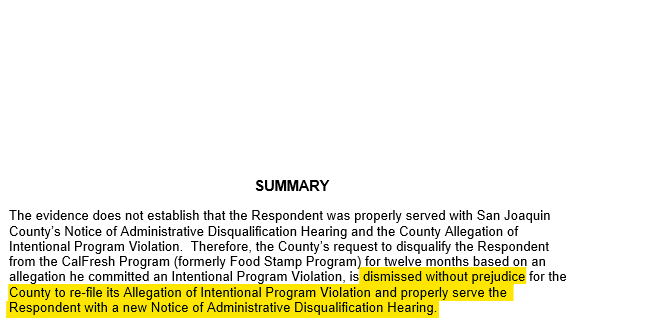 SUMMARY
The evidence does not establish that the Respondent was properly served with San Joaquin
County's Notice of Administrative Disqualification Hearing and the County Allegation of
Intentional Program Violation.  Therefore, the County's request to disqualify the Respondent
from the CalFresh Program (formerly Food Stamp Program) for twelve months based on an
allegation he committed an Intentional Program Violation, is dismissed without prejudice for the
County to re-file its Allegation of Intentional Program Violation and properly serve the
Respondent with a new Notice of Administrative Disqualification Hearing.